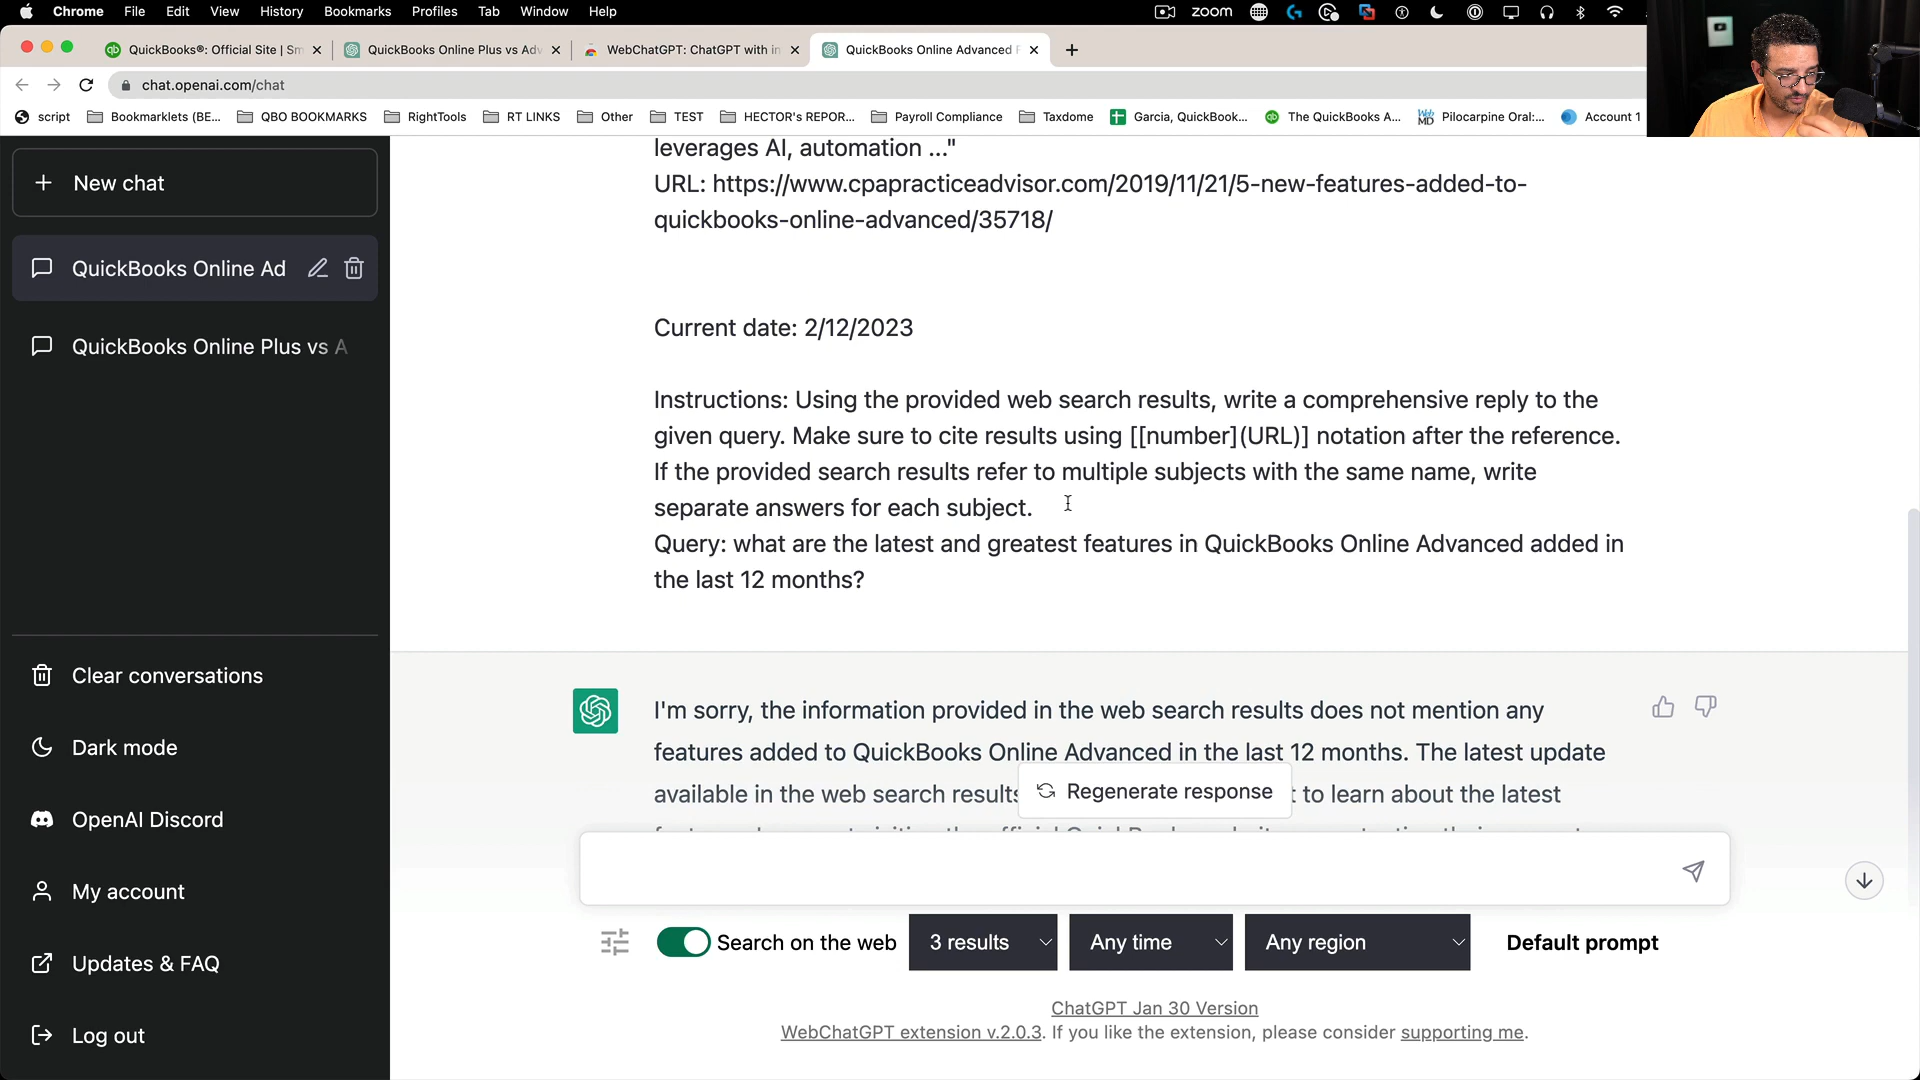 Chrome File Edit View History Bookmarks Profiles Tab Window Help
zoom
QuickBooks®: Official Site | Sm
QuickBooks Online Plus vs Adv
WebChatGPT: ChatGPT with in
QuickBooks Online Advanced F
chat.openai.com/chat
script
Bookmarklets (BE...
QBO BOOKMARKS
RightTools
RT LINKS
Other
TEST
HECTOR's REPOR...
Payroll Compliance
Taxdome
Garcia, QuickBook...
The QuickBooks A...
Web MD
Pilocarpine Oral:...
Account 1
New chat
QuickBooks Online Ad
QuickBooks Online Plus vs A
Clear conversations
Dark mode
OpenAI Discord
My account
Updates & FAQ
Log out
leverages AI, automation ..."
URL: https://www.cpapracticeadvisor.com/2019/11/21/5-new-features-added-to-
quickbooks-online-advanced/35718/
Current date: 2/12/2023
Instructions: Using the provided web search results, write a comprehensive reply to the
given query. Make sure to cite results using [[number](URL)] notation after the reference.
If the provided search results refer to multiple subjects with the same name, write
separate answers for each subject.
Query: what are the latest and greatest features in QuickBooks Online Advanced added in
the last 12 months?
I'm sorry, the information provided in the web search results does not mention any
features added to QuickBooks Online Advanced in the last 12 months. The latest update
available in the web search results
t to learn about the latest
Regenerate response
Search on the web
3 results
Any time
Any region
Default prompt
ChatGPT Jan 30 Version
WebChatGPT extension v.2.0.3. If you like the extension, please consider supporting me.